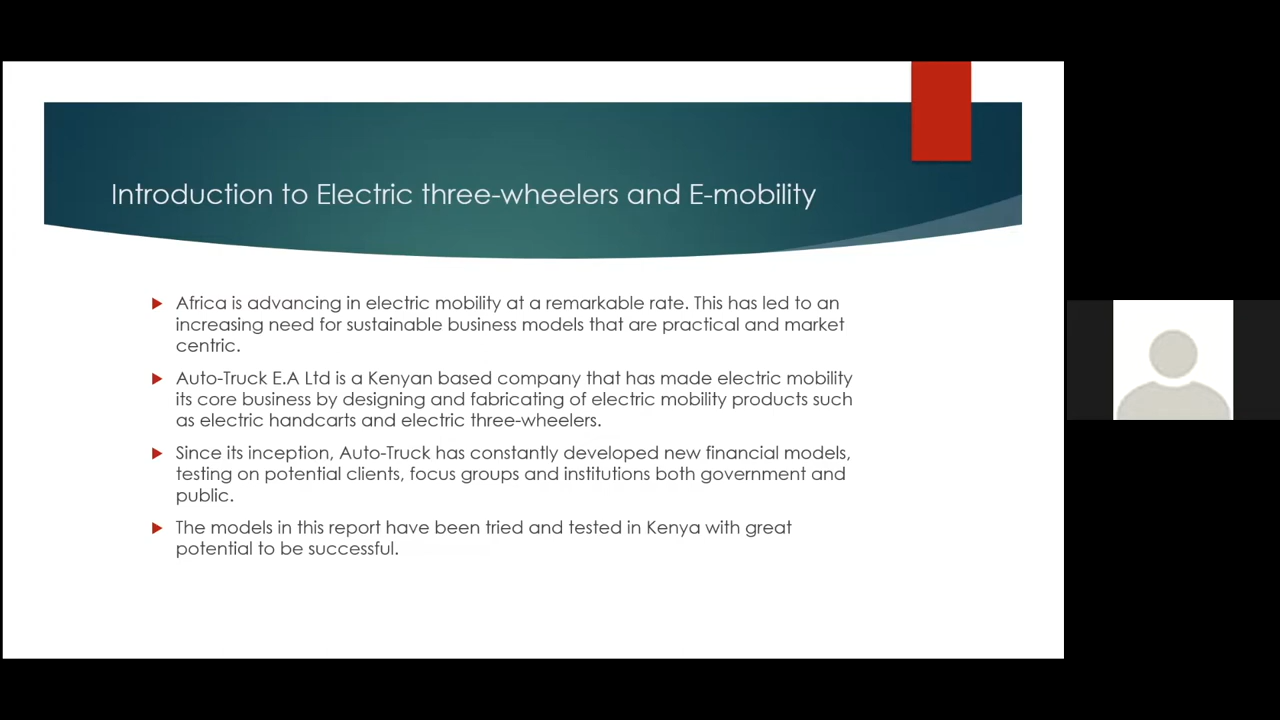 Introduction to Electric three-wheelers and E-mobility
Africa is advancing in electric mobility at a remarkable rate. This has led to an
increasing need for sustainable business models that are practical and market
centric.
Auto-Truck E.A Ltd is a Kenyan based company that has made electric mobility
its core business by designing and fabricating of electric mobility products such
as electric handcarts and electric three-wheelers.
Since its inception, Auto-Truck has constantly developed new financial models,
testing on potential clients, focus groups and institutions both government and
public.
The models in this report have been tried and tested in Kenya with great
potential to be successful.